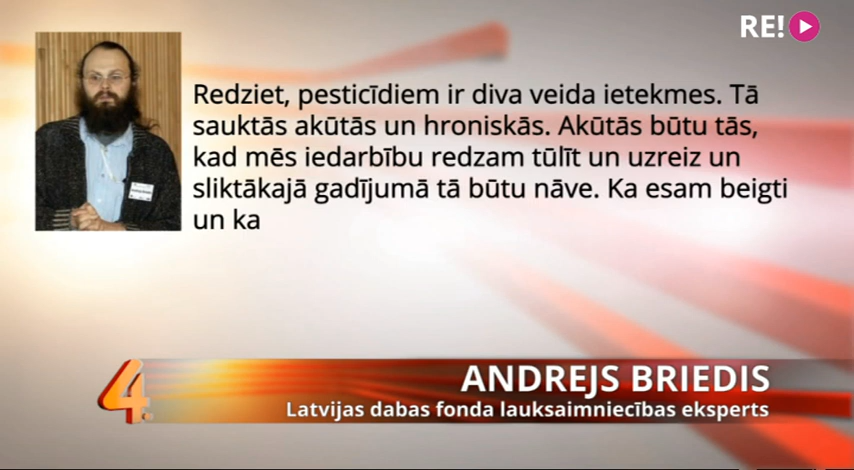 RE!
Redziet, pesticīdiem ir diva veida ietekmes. Tā
sauktās akūtās un hroniskās. Akūtās būtu tās,
kad mēs iedarbību redzam tūlīt un uzreiz un
sliktākajā gadījumā tā būtu nāve. Ka esam beigti
un ka
4.
ANDREJS BRIEDIS
Latvijas dabas fonda lauksaimniecības eksperts